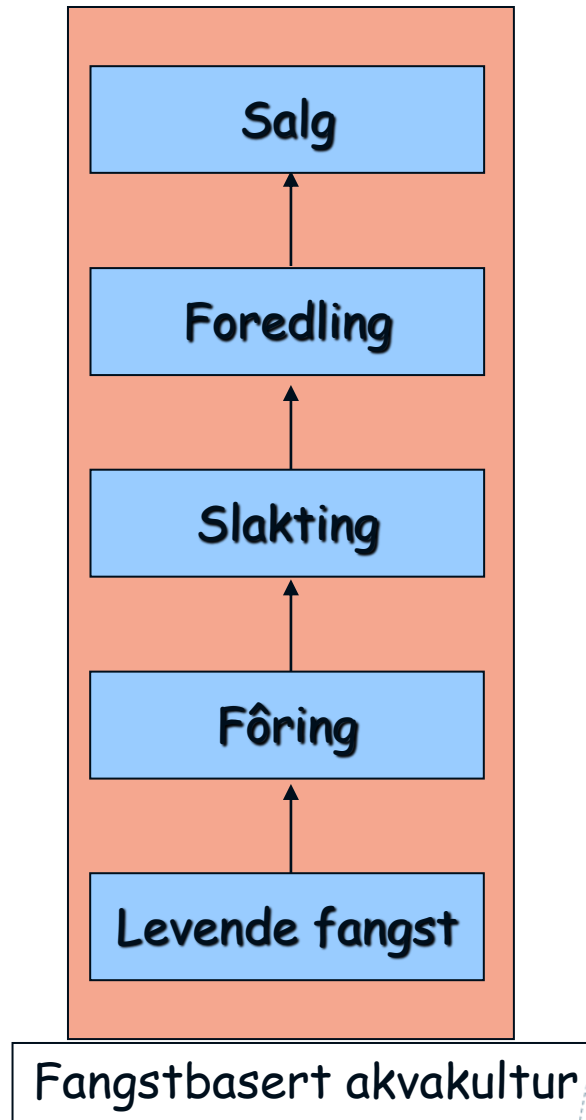 Salg
Foredling
Slakting
Fôring
Levende fangst
Fangstbasert akvakultur